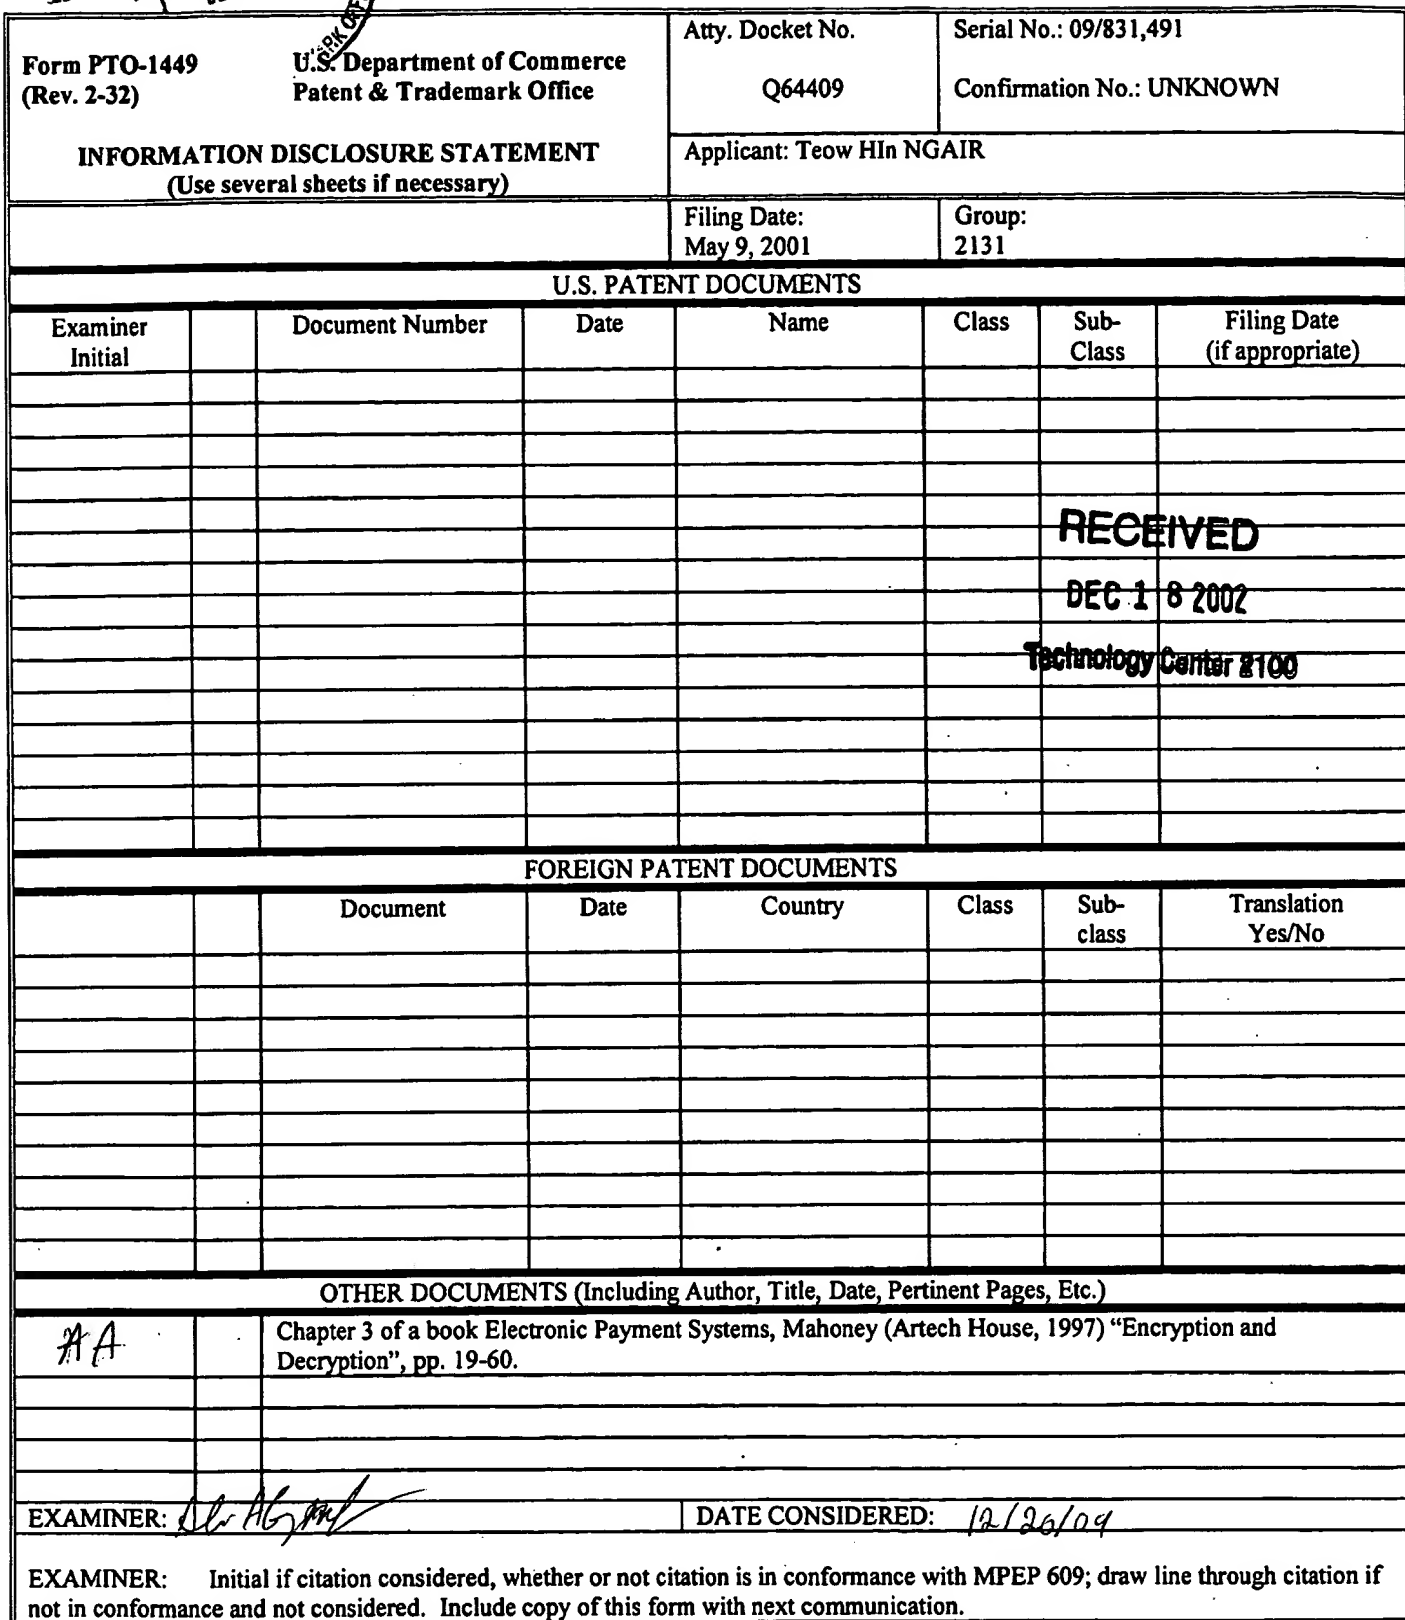 Atty. Docket No.
Serial No.: 09/831,491
Form PTO-1449
U.S. Department of Commerce
(Rev. 2-32)
Patent & Trademark Office
Q64409
Confirmation No.: UNKNOWN
INFORMATION DISCLOSURE STATEMENT
(Use several sheets if necessary)
Applicant: Teow HIn NGAIR
Filing Date:
May 9, 2001
Group:
2131
U.S. PATENT DOCUMENTS
Examiner Initial
Document Number
Date
Name
Class
Sub-Class
Filing Date
(if appropriate)
RECEIVED
DEC 18 2002
Technology Center 2100
FOREIGN PATENT DOCUMENTS
Document
Date
Country
Class
Sub-class
Translation
Yes/No
OTHER DOCUMENTS (Including Author, Title, Date, Pertinent Pages, Etc.)
AA
Chapter 3 of a book Electronic Payment Systems, Mahoney (Artech House, 1997) “Encryption and
Decryption”, pp. 19-60.
EXAMINER:
DATE CONSIDERED: 12/26/04
EXAMINER: Initial if citation considered, whether or not citation is in conformance with MPEP 609; draw line through citation if
not in conformance and not considered. Include copy of this form with next communication.